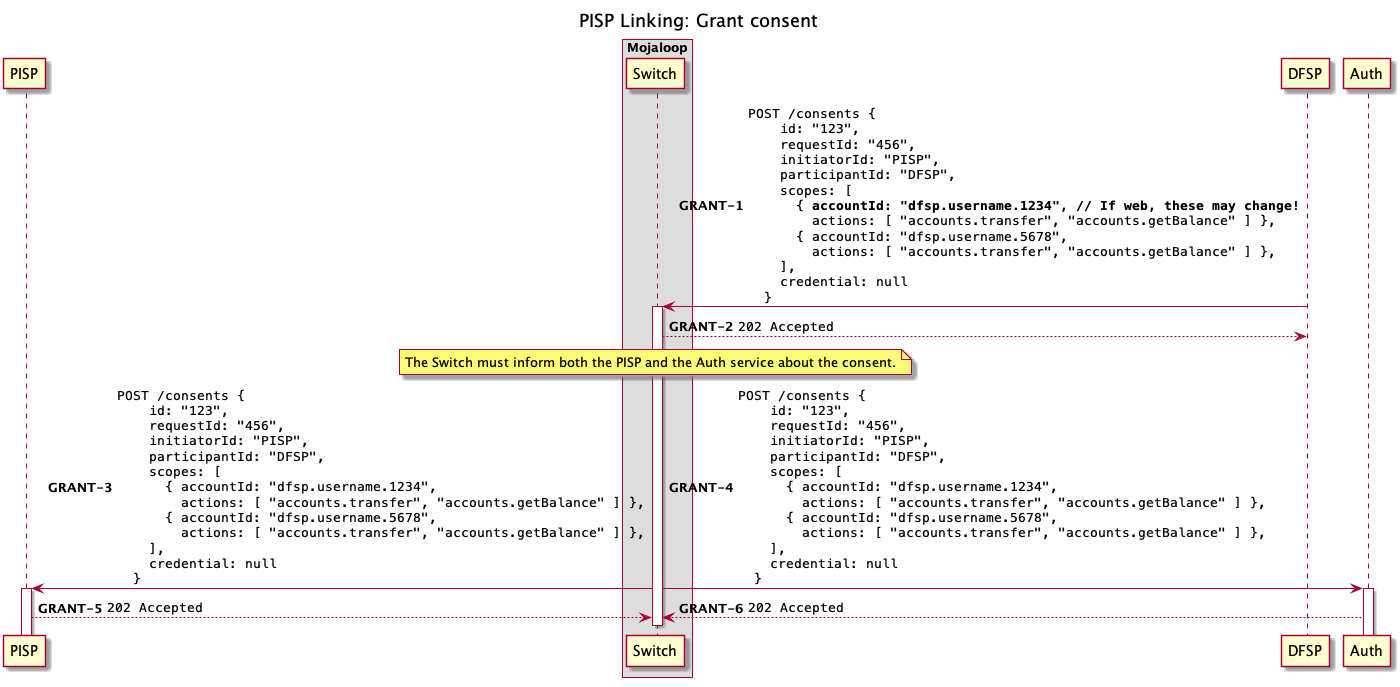 PISP Linking: Grant consent
Mojaloop
PISP
Switch
DFSP
Auth
POST /consents {
id: "123",
requestId: "456",
initiatorId: "PISP",
participantId: "DFSP",
scopes: [
GRANT-1 { accountId: "dfsp.username.1234", // If web, these may change!
actions: [ "accounts.transfer", "accounts.getBalance" ] },
{ accountId: "dfsp.username.5678",
actions: [ "accounts.transfer", "accounts.getBalance" ] },
],
credential: null
}
GRANT-2 202 Accepted
The Switch must inform both the PISP and the Auth service about the consent.
POST /consents {
id: "123",
requestId: "456",
initiatorId: "PISP",
participantId: "DFSP",
scopes: [
GRANT-3 { accountId: "dfsp.username.1234",
actions: [ "accounts.transfer", "accounts.getBalance" ] },
{ accountId: "dfsp.username.5678",
actions: [ "accounts.transfer", "accounts.getBalance" ] },
],
credential: null
}
POST /consents {
id: "123",
requestId: "456",
initiatorId: "PISP",
participantId: "DFSP",
scopes: [
GRANT-4 { accountId: "dfsp.username.1234",
actions: [ "accounts.transfer", "accounts.getBalance" ] },
{ accountId: "dfsp.username.5678",
actions: [ "accounts.transfer", "accounts.getBalance" ] },
],
credential: null
}
GRANT-5 202 Accepted
GRANT-6 202 Accepted
PISP
Switch
DFSP
Auth